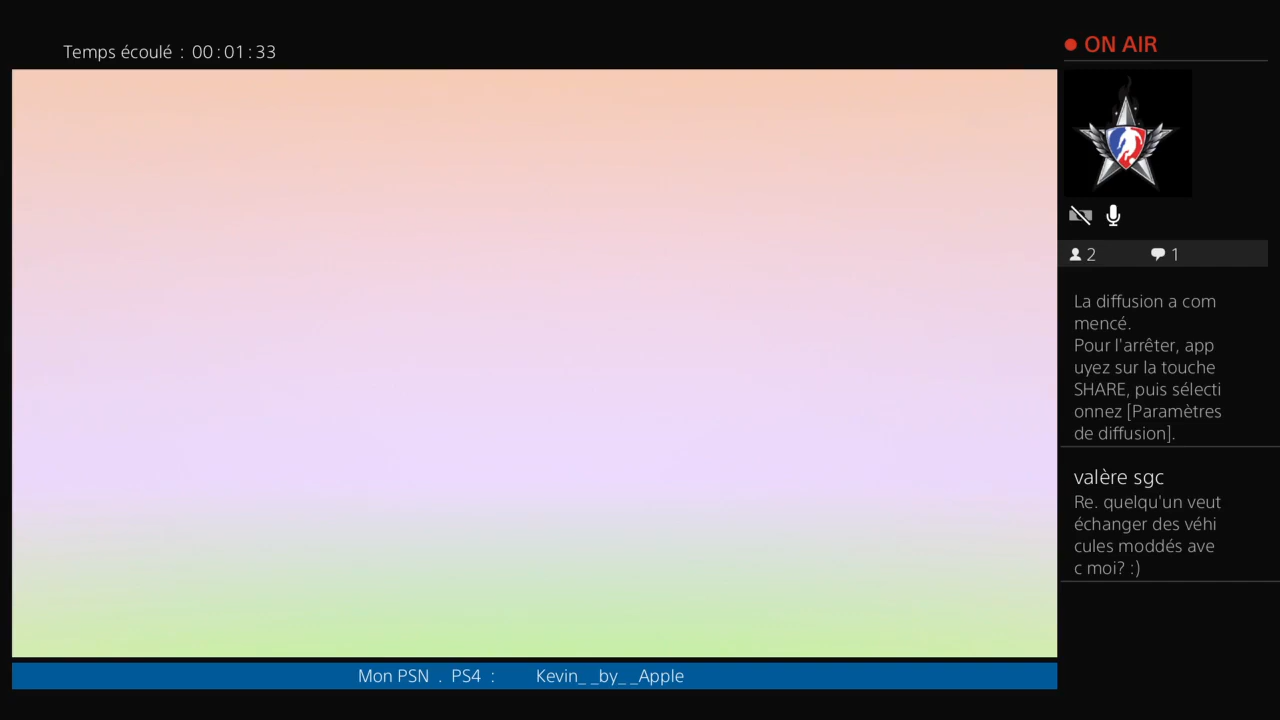 Temps écoulé : 00:01:33
ON AIR
2 1
La diffusion a com
mencé.
Pour l'arrêter, app
uyez sur la touche
SHARE, puis sélecti
onnez [Paramètres
de diffusion].
valère sgc
Re. quelqu'un veut
échanger des véhi
cules moddés ave
c moi? :)
Mon PSN . PS4 : Kevin_ _by_ _Apple